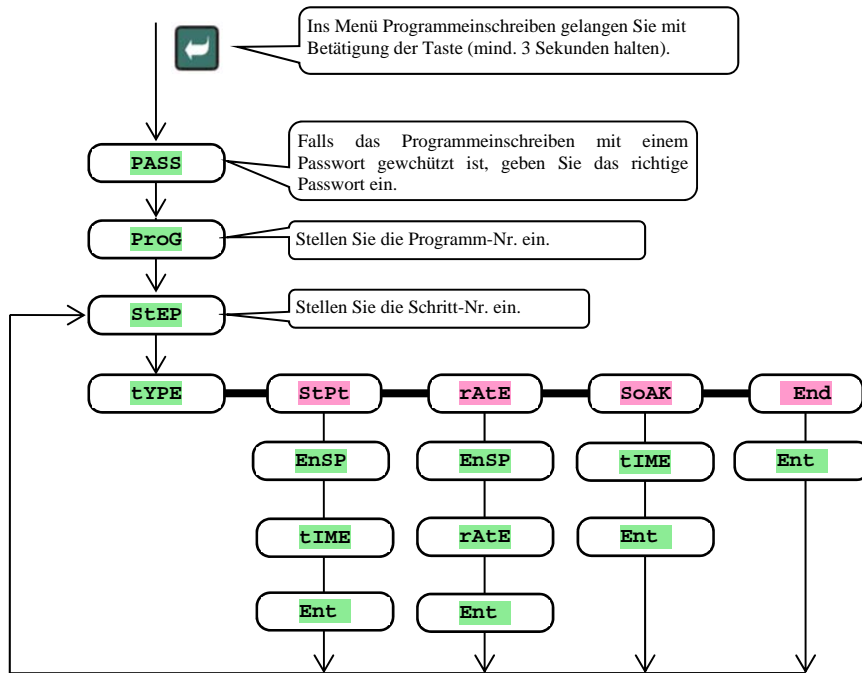 Ins Menü Programmeinschreiben gelangen Sie mit
Betätigung der Taste (mind. 3 Sekunden halten).
PASS
Falls das Programmeinschreiben mit einem
Passwort gewchützt ist, geben Sie das richtige
Passwort ein.
ProG
Stellen Sie die Programm-Nr. ein.
StEP
Stellen Sie die Schritt-Nr. ein.
tYPE StPt rAtE SoAK End
EnSP EnSP tIME Ent
tIME rAtE Ent
Ent Ent